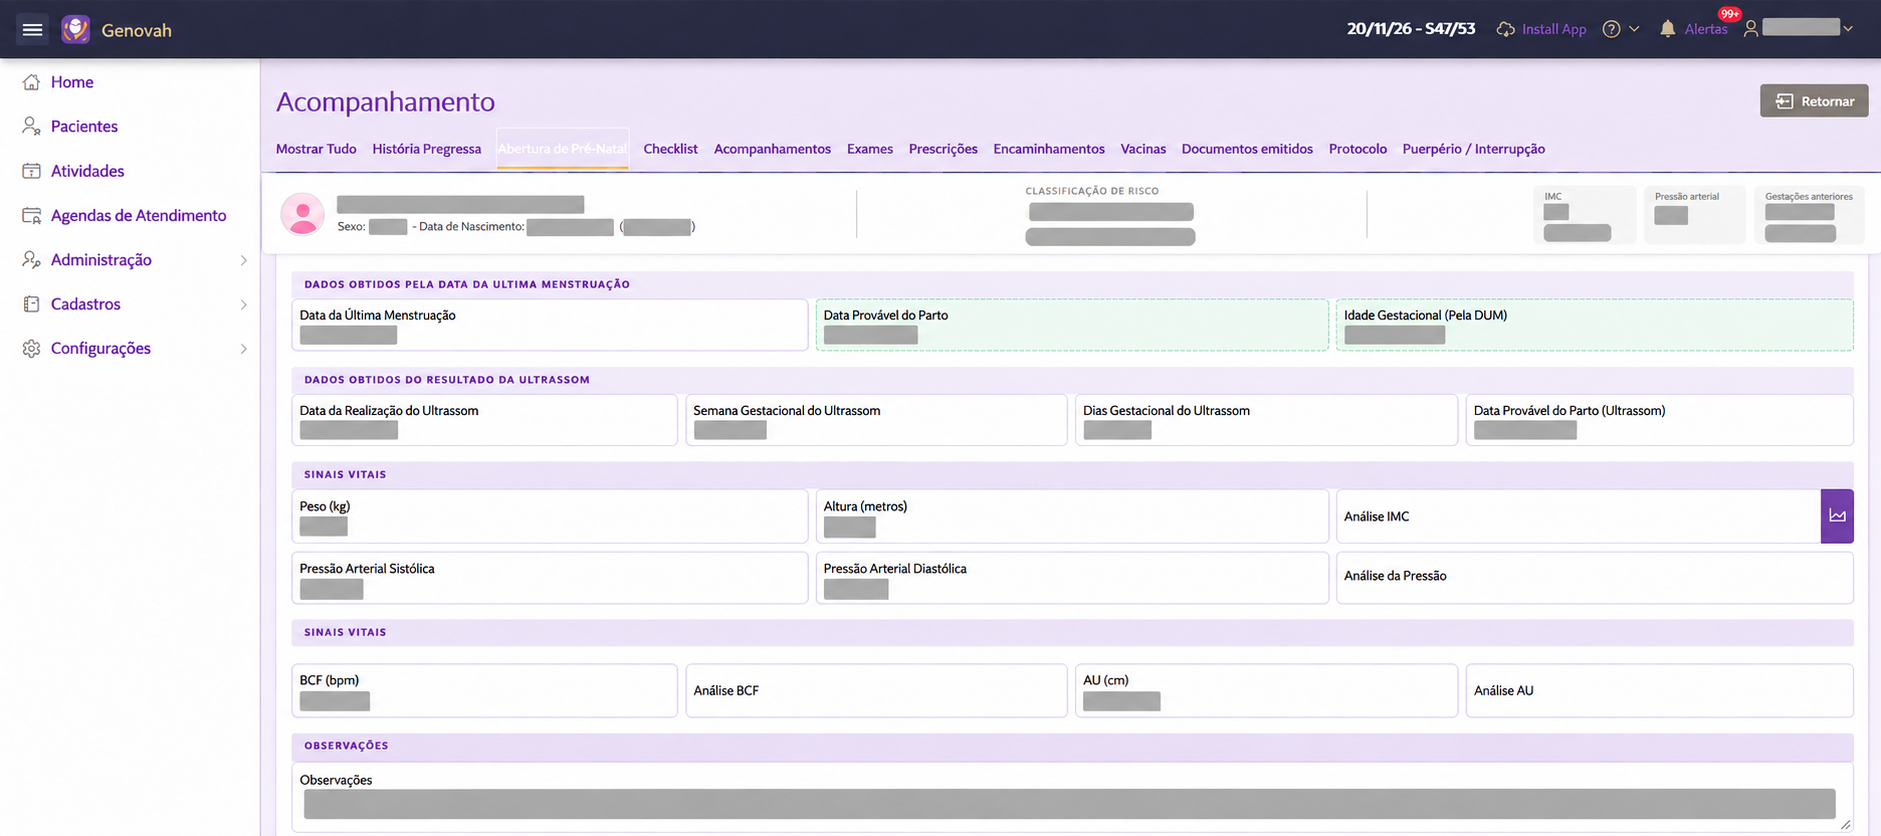 Genovah
20/11/26 - S47/53
Install App
Alertas
99+
Home
Pacientes
Atividades
Agendas de Atendimento
Administração
Cadastros
Configurações
Acompanhamento
Retornar
Mostrar Tudo História Pregressa Abertura de Pré-Natal Checklist Acompanhamentos Exames Prescrições Encaminhamentos Vacinas Documentos emitidos Protocolo Puerpério / Interrupção
Sexo: - Data de Nascimento: ( )
CLASSIFICAÇÃO DE RISCO
IMC
Pressão arterial
Gestações anteriores
DADOS OBTIDOS PELA DATA DA ULTIMA MENSTRUAÇÃO
Data da Última Menstruação
Data Provável do Parto
Idade Gestacional (Pela DUM)
DADOS OBTIDOS DO RESULTADO DA ULTRASSOM
Data da Realização do Ultrassom
Semana Gestacional do Ultrassom
Dias Gestacional do Ultrassom
Data Provável do Parto (Ultrassom)
SINAIS VITAIS
Peso (kg)
Altura (metros)
Análise IMC
Pressão Arterial Sistólica
Pressão Arterial Diastólica
Análise da Pressão
SINAIS VITAIS
BCF (bpm)
Análise BCF
AU (cm)
Análise AU
OBSERVAÇÕES
Observações